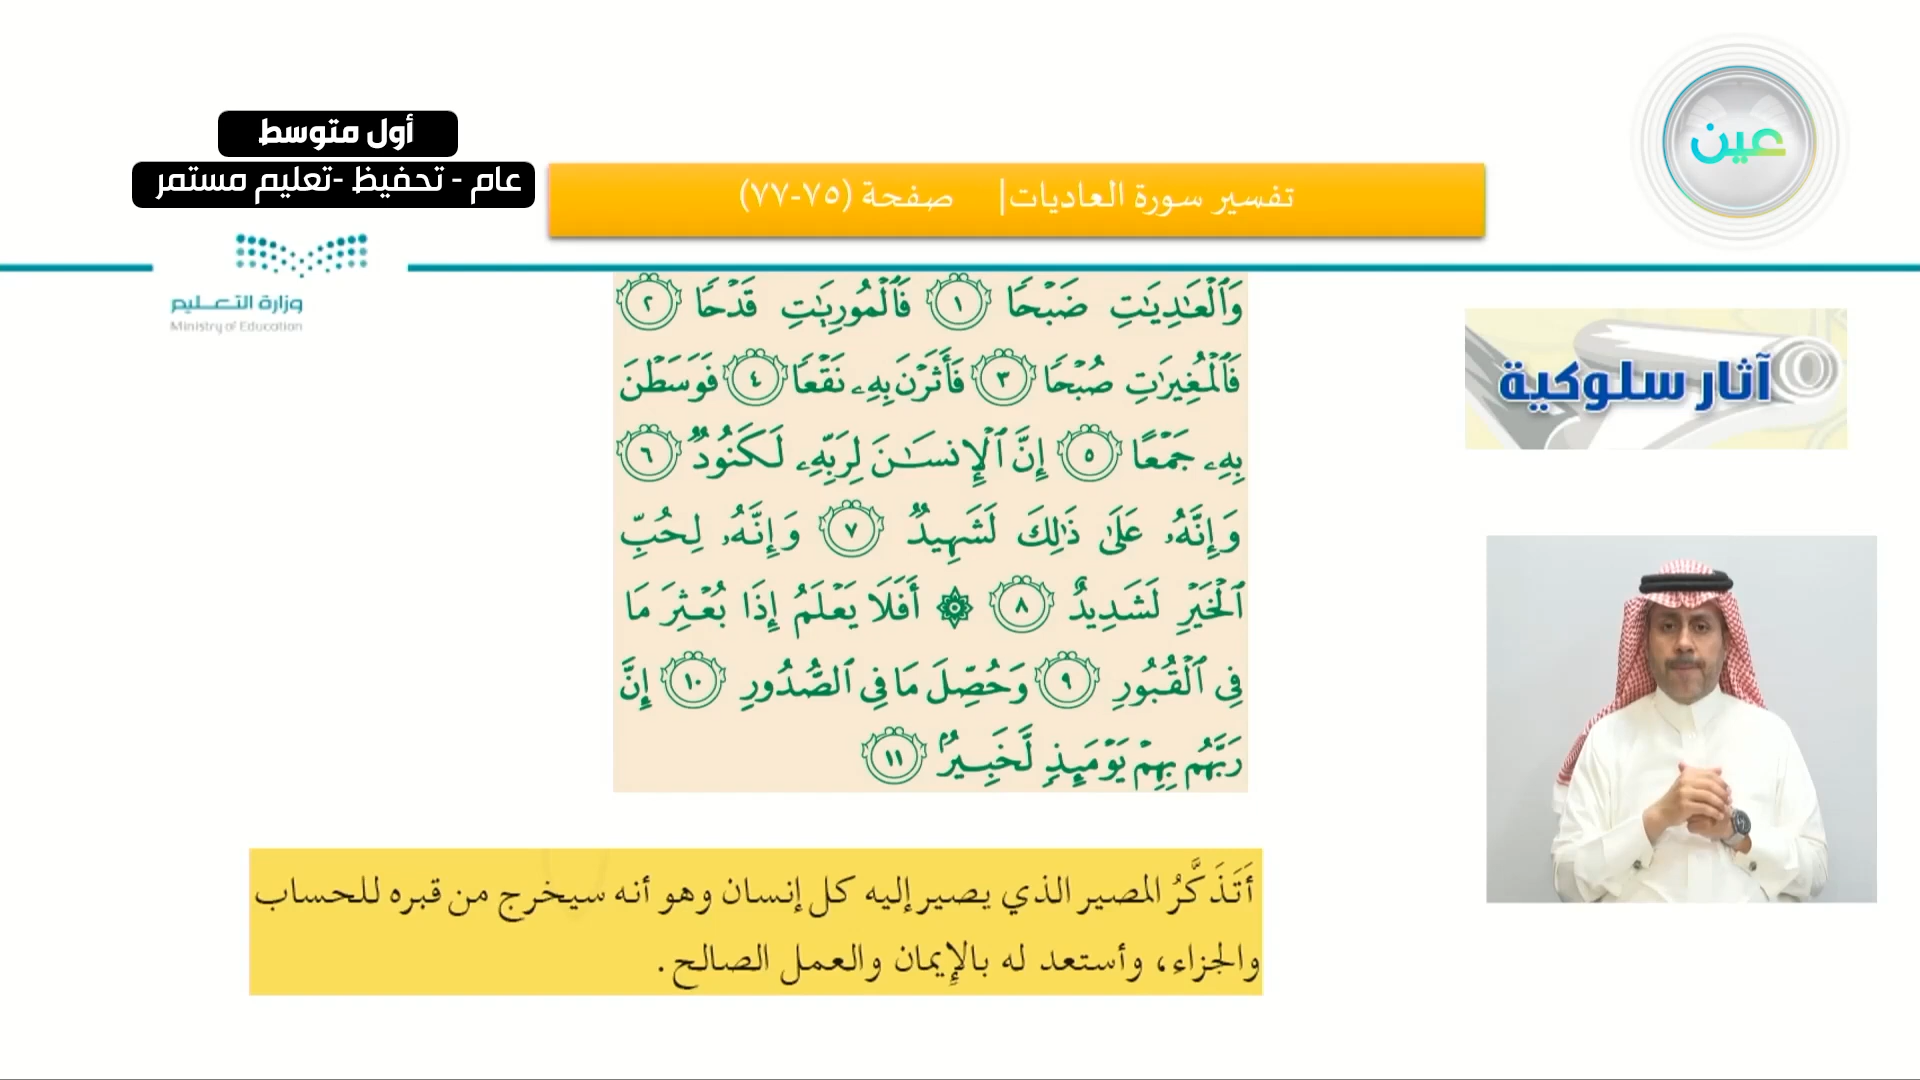 عين
أول متوسط
عام - تحفيظ -تعليم مستمر
تفسير سورة العاديات| صفحة (٧٥-٧٧)
وزارة التعليم
Ministry of Education
آثار سلوكية
وَٱلۡعَٰدِيَٰتِ ضَبۡحٗا ١ فَٱلۡمُورِيَٰتِ قَدۡحٗا ٢
فَٱلۡمُغِيرَٰتِ صُبۡحٗا ٣ فَأَثَرۡنَ بِهِۦ نَقۡعٗا ٤ فَوَسَطۡنَ
بِهِۦ جَمۡعًا ٥ إِنَّ ٱلۡإِنسَٰنَ لِرَبِّهِۦ لَكَنُودٞ ٦
وَإِنَّهُۥ عَلَىٰ ذَٰلِكَ لَشَهِيدٞ ٧ وَإِنَّهُۥ لِحُبِّ
ٱلۡخَيۡرِ لَشَدِيدٌ ٨ ۞ أَفَلَا يَعۡلَمُ إِذَا بُعۡثِرَ مَا
فِي ٱلۡقُبُورِ ٩ وَحُصِّلَ مَا فِي ٱلصُّدُورِ ١٠ إِنَّ
رَبَّهُم بِهِمۡ يَوۡمَئِذٖ لَّخَبِيرُۢ ١١
أَتَذَكَّرُ المصير الذي يصير إليه كل إنسان وهو أنه سيخرج من قبره للحساب
والجزاء، وأستعد له بالإِيمان والعمل الصالح.